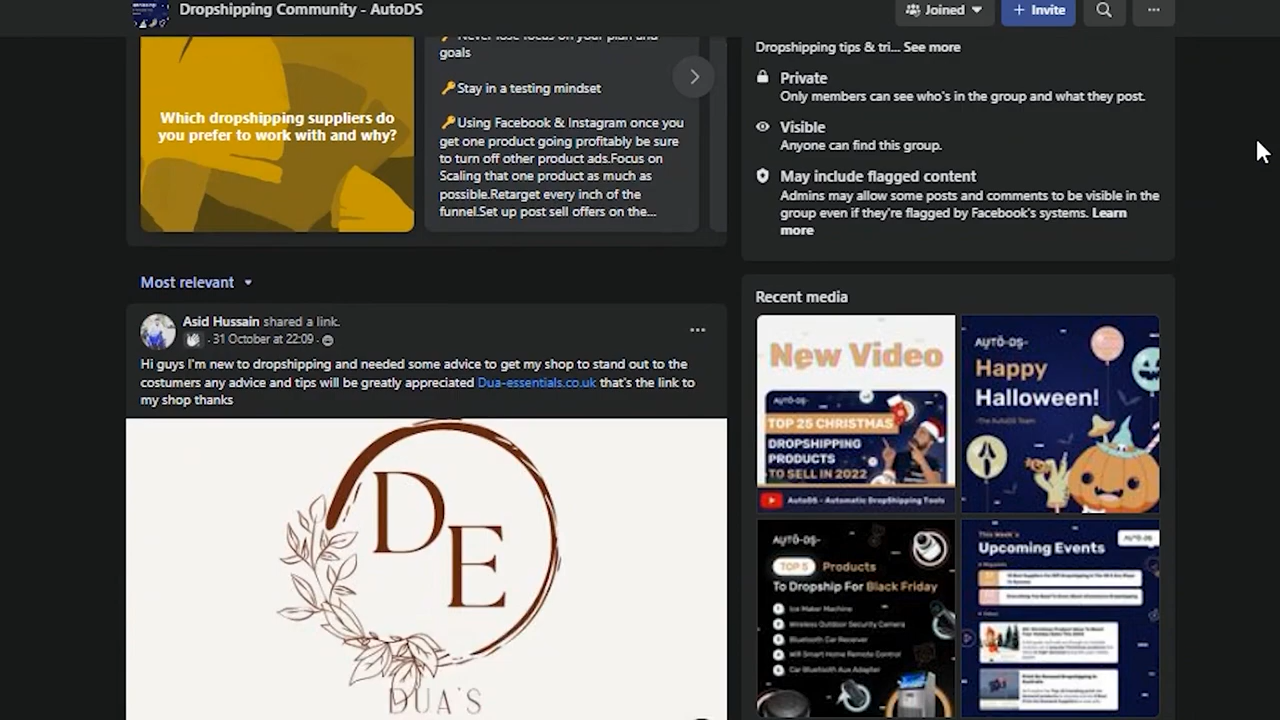 Dropshipping Community - AutoDS
Joined
+ Invite
goals
🔑Stay in a testing mindset
🔑Using Facebook & Instagram once you
get one product going profitably be sure
to turn off other product ads.Focus on
Scaling that one product as much as
possible.Retarget every inch of the
funnel.Set up post sell offers on the...
Which dropshipping suppliers do
you prefer to work with and why?
Dropshipping tips & tri... See more
Private
Only members can see who's in the group and what they post.
Visible
Anyone can find this group.
May include flagged content
Admins may allow some posts and comments to be visible in the
group even if they're flagged by Facebook's systems. Learn
more
Most relevant
Asid Hussain shared a link.
31 October at 22:09 ·
Hi guys I'm new to dropshipping and needed some advice to get my shop to stand out to the
costumers any advice and tips will be greatly appreciated Dua-essentials.co.uk that's the link to
my shop thanks
DE
DUA'S
Recent media
New Video
AUTO-DS-
TOP 25 CHRISTMAS
DROPSHIPPING
PRODUCTS
TO SELL IN 2022
AutoDS - Automatic DropShipping Tools
AUTO-DS-
Happy
Halloween!
-The AutoDS Team
AUTO-DS-
TOP 5 Products
To Dropship For Black Friday
Ice Maker Machine
Wireless Outdoor Security Camera
Bluetooth Car Receiver
Wifi Smart Home Remote Control
Car Bluetooth Aux Adapter
This Week's
Upcoming Events
AUTO-DS-